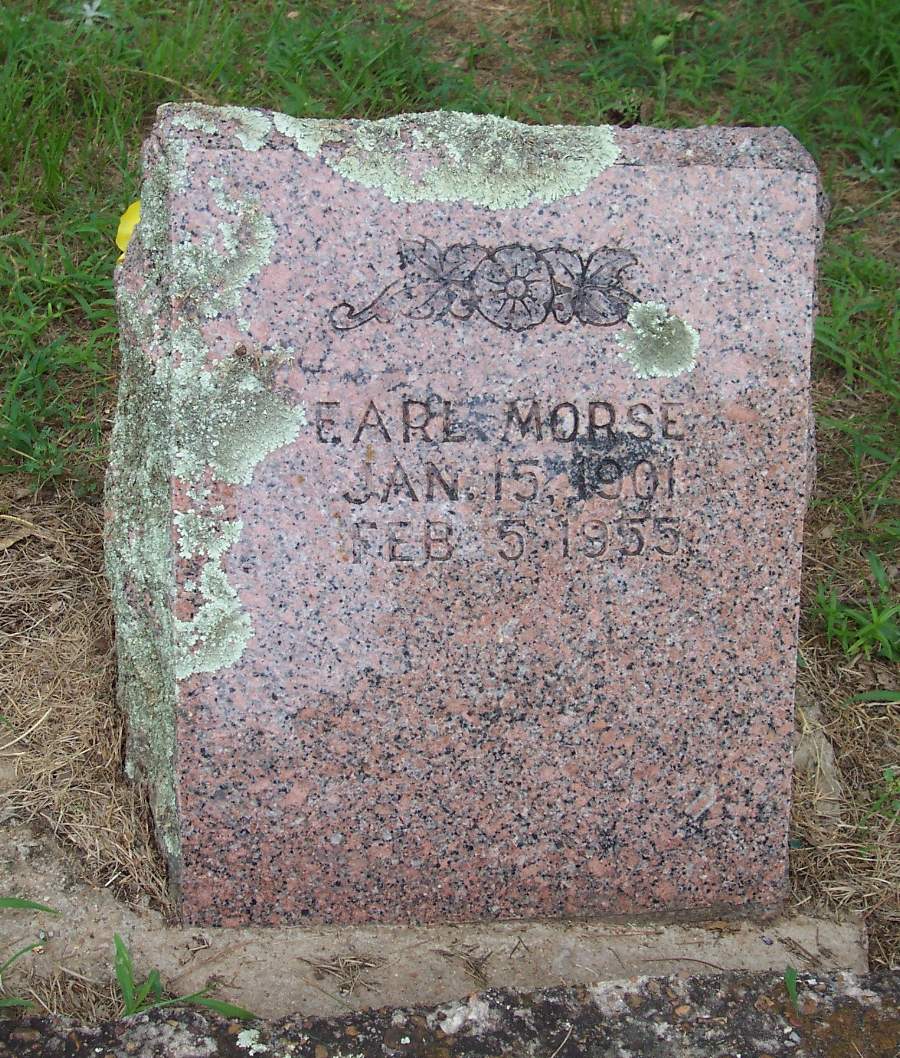 EARL MORSE
JAN. 15, 1901
FEB 5 1955